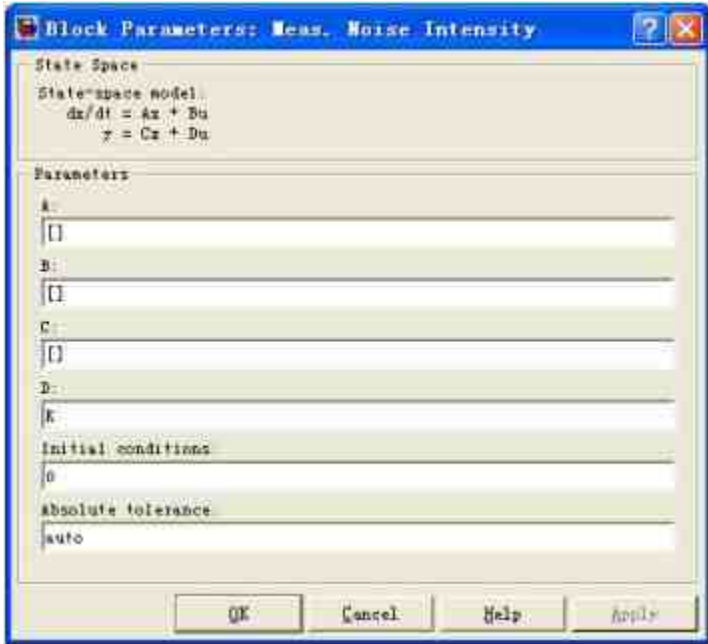 Block Parameters: Meas. Noise Intensity
State Space
State-space model:
dx/dt = Ax + Bu
y = Cx + Du
Parameters
A:
[]
B:
[]
C:
[]
D:
K
Initial conditions:
0
Absolute tolerance:
auto
OK Cancel Help Apply